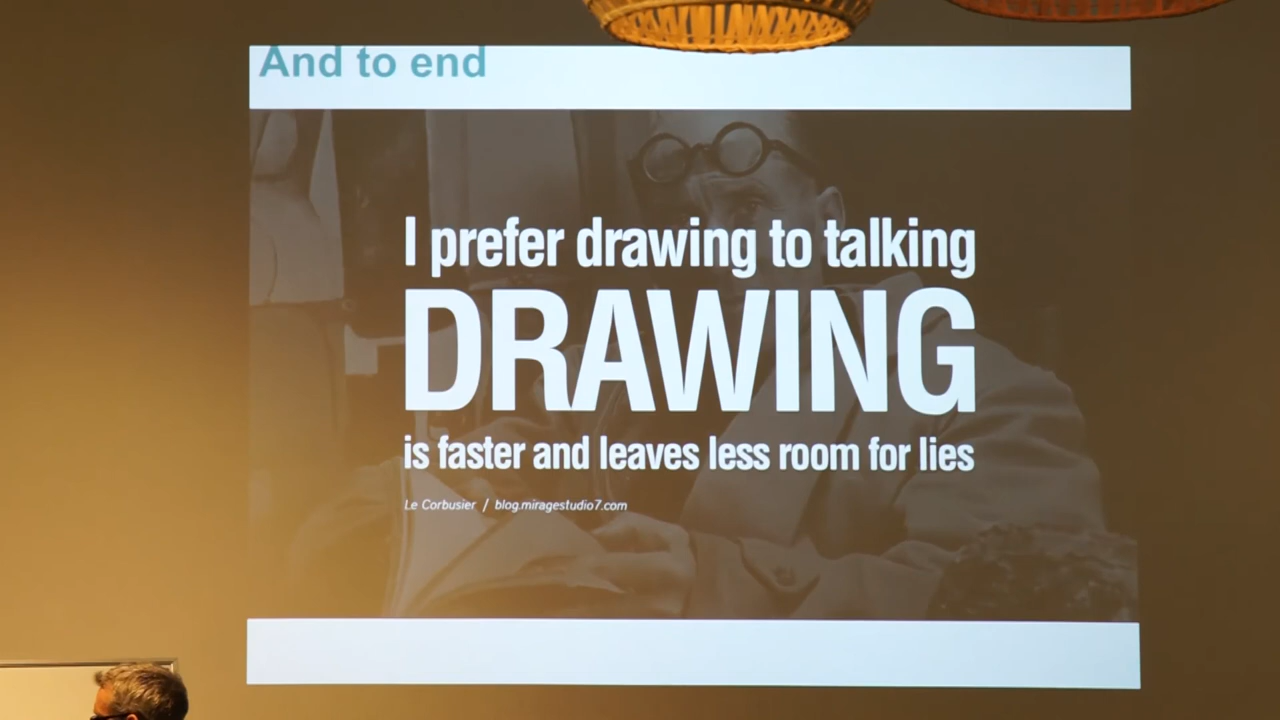 And to end
I prefer drawing to talking
DRAWING
is faster and leaves less room for lies
Le Corbusier / blog.miragestudio7.com